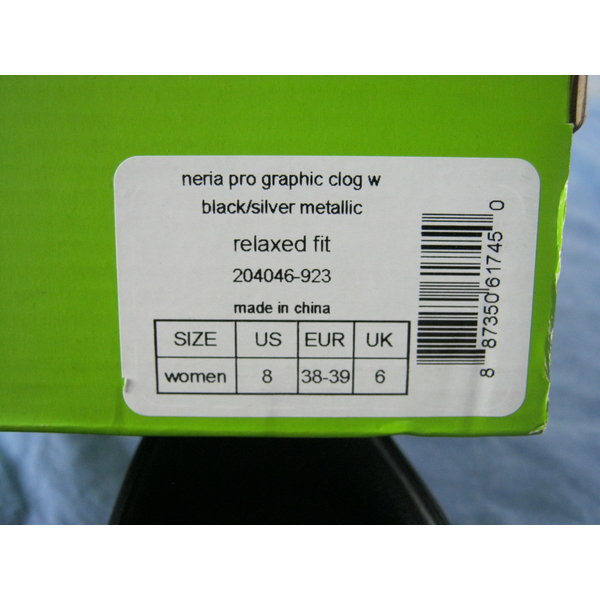 neria pro graphic clog w
black/silver metallic
relaxed fit
204046-923
made in china
SIZE US EUR UK
women 8 38-39 6
8 87350 61745 0